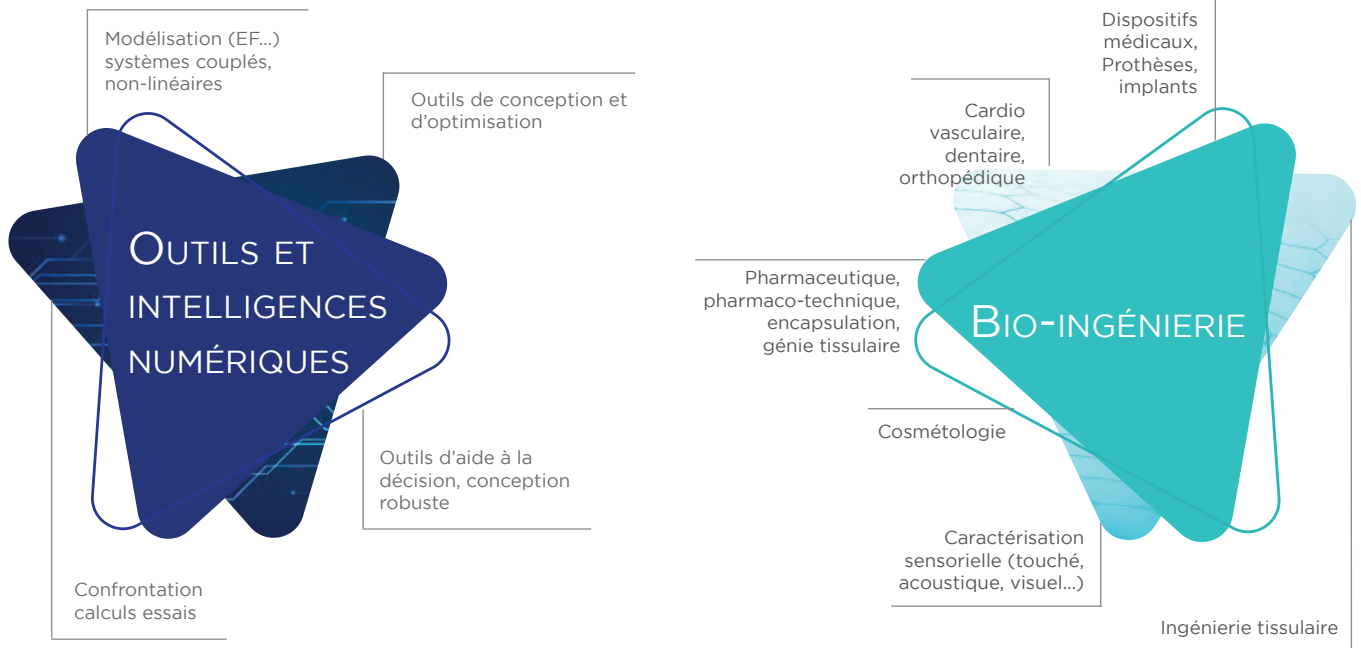 Modélisation (EF...)
systèmes couplés,
non-linéaires
Outils de conception et
d'optimisation
OUTILS ET
INTELLIGENCES
NUMÉRIQUES
Outils d'aide à la
décision, conception
robuste
Confrontation
calculs essais
Dispositifs
médicaux,
Prothèses,
implants
Cardio
vasculaire,
dentaire,
orthopédique
Pharmaceutique,
pharmaco-technique,
encapsulation,
génie tissulaire
BIO-INGÉNIERIE
Cosmétologie
Caractérisation
sensorielle (touché,
acoustique, visuel...)
Ingénierie tissulaire